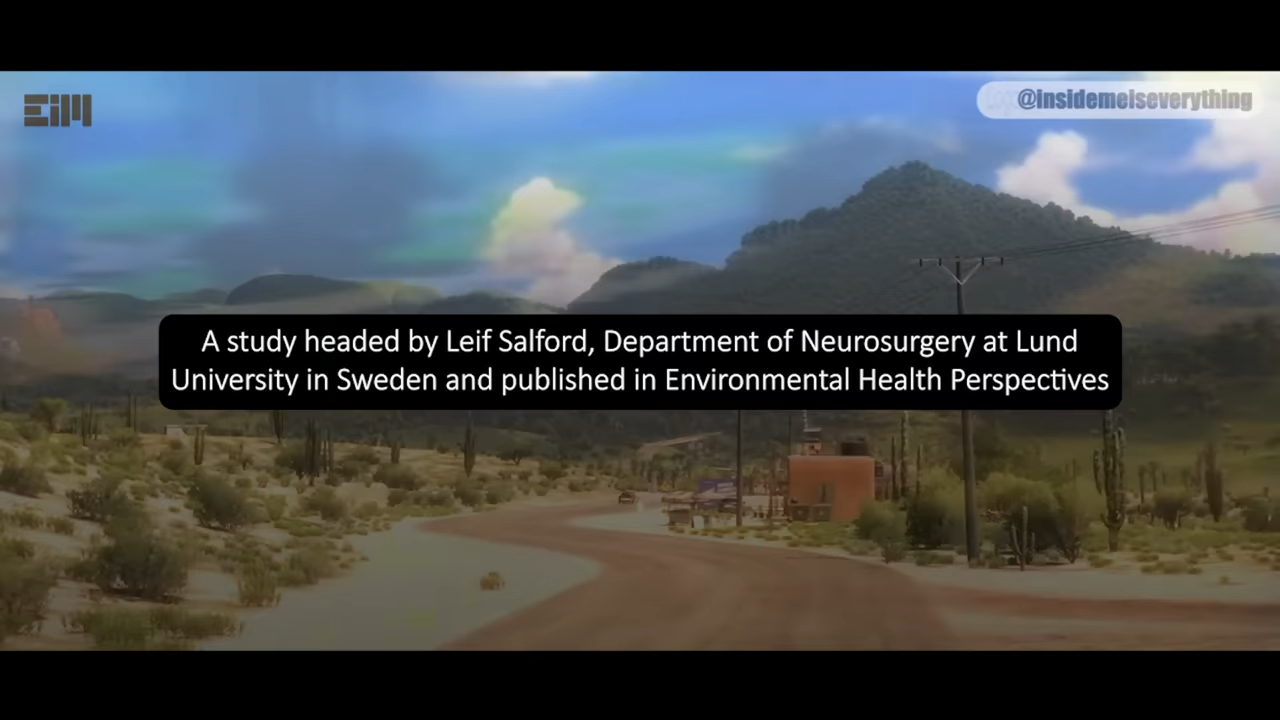 EiM
@insidemeiseverything
A study headed by Leif Salford, Department of Neurosurgery at Lund
University in Sweden and published in Environmental Health Perspectives